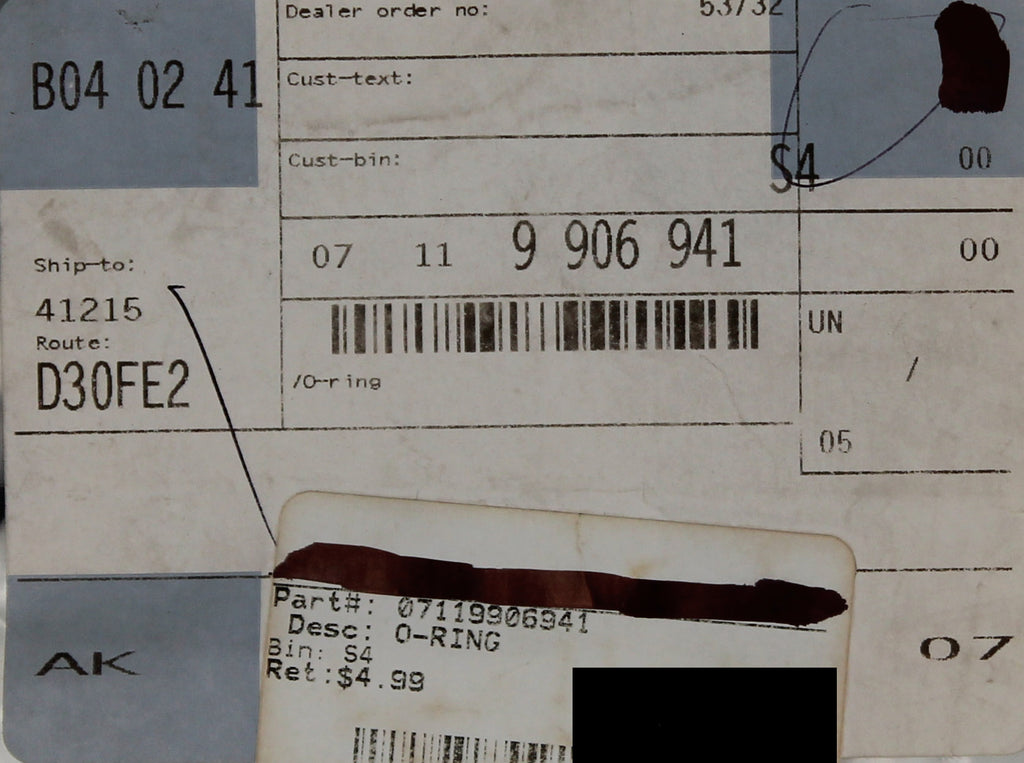 Dealer order no: 53732
B04 02 41
Cust-text:
Cust-bin:
S4 00
07 11 9 906 941 00
Ship-to:
41215
Route:
D30FE2
UN
/O-ring
/
05
Part#: 07119906941
Desc: O-RING
Bin: S4
Ret:$4.99
AK
07